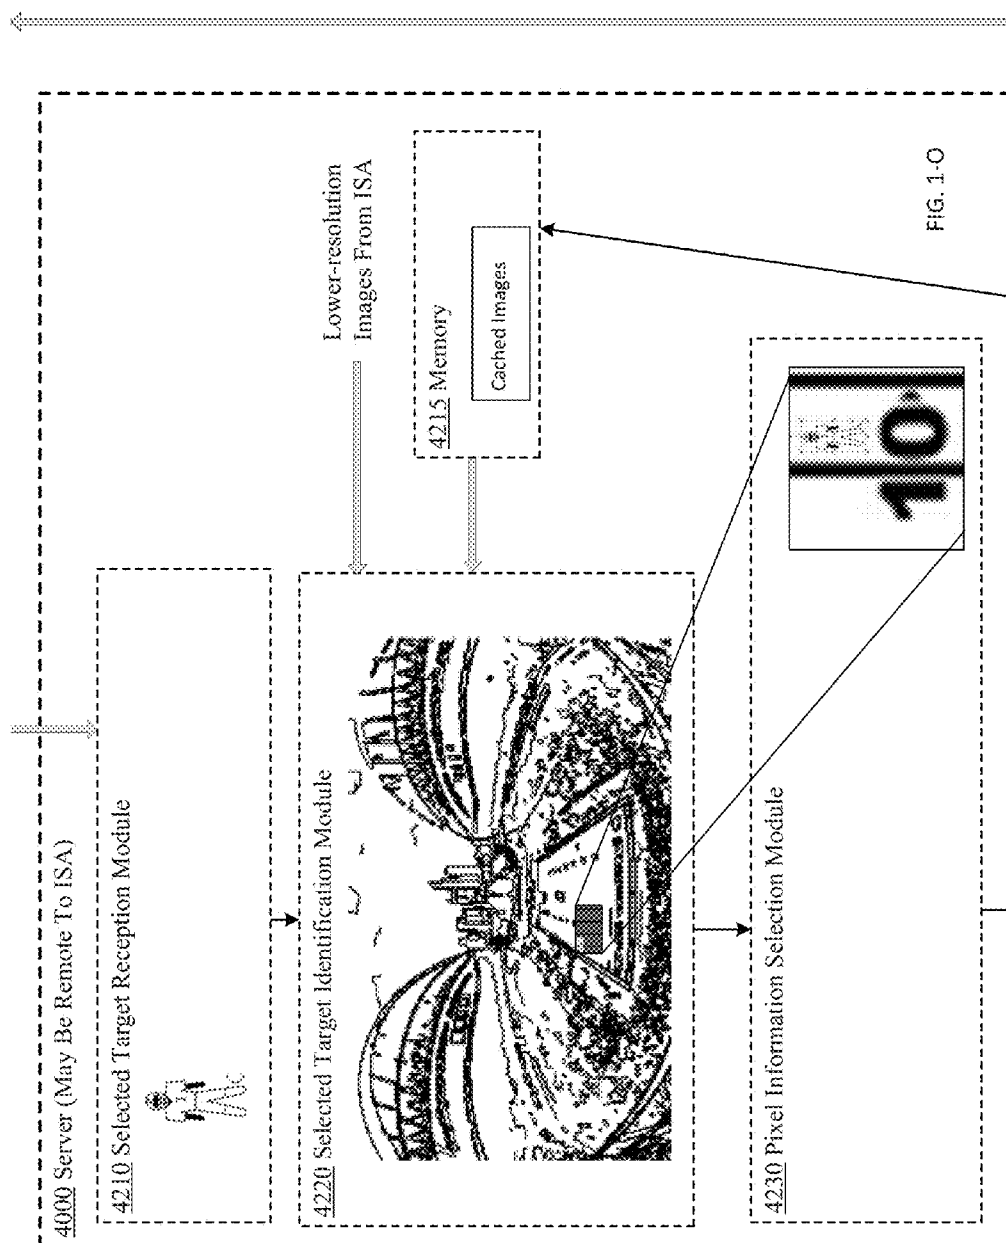 4000 Server (May Be Remote To ISA)
4210 Selected Target Reception Module
4220 Selected Target Identification Module
Lower-resolution
Images From ISA
4215 Memory
Cached Images
4230 Pixel Information Selection Module
10
FIG. 1-O